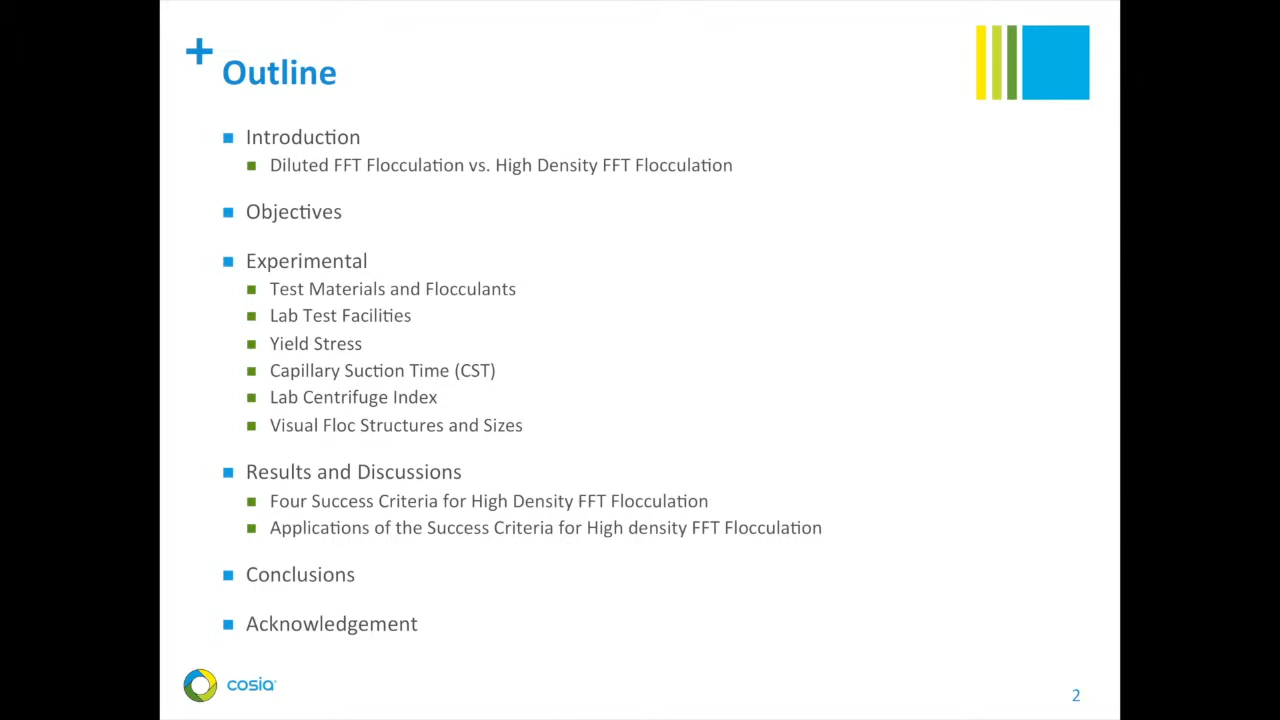 +
Outline
Introduction
Diluted FFT Flocculation vs. High Density FFT Flocculation
Objectives
Experimental
Test Materials and Flocculants
Lab Test Facilities
Yield Stress
Capillary Suction Time (CST)
Lab Centrifuge Index
Visual Floc Structures and Sizes
Results and Discussions
Four Success Criteria for High Density FFT Flocculation
Applications of the Success Criteria for High density FFT Flocculation
Conclusions
Acknowledgement
cosia
2